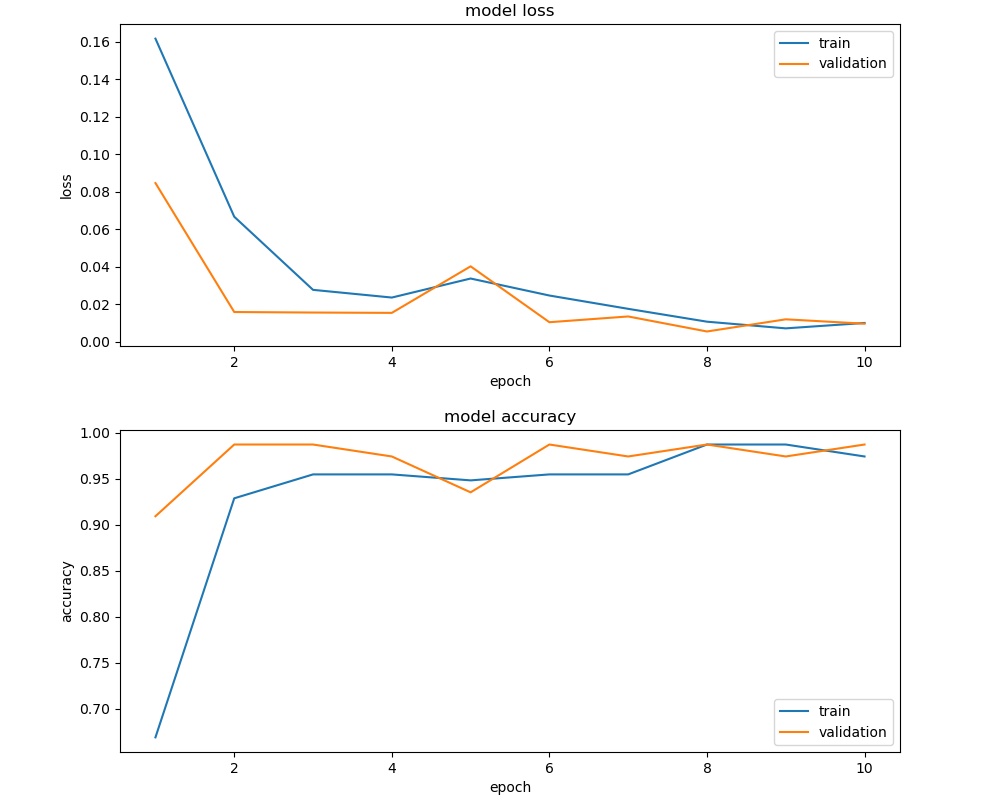 model loss
0.16
0.14
0.12
0.10
0.08
0.06
0.04
0.02
0.00
loss
train
validation
2 4 6 8 10
epoch
model accuracy
1.00
0.95
0.90
0.85
0.80
0.75
0.70
accuracy
train
validation
2 4 6 8 10
epoch